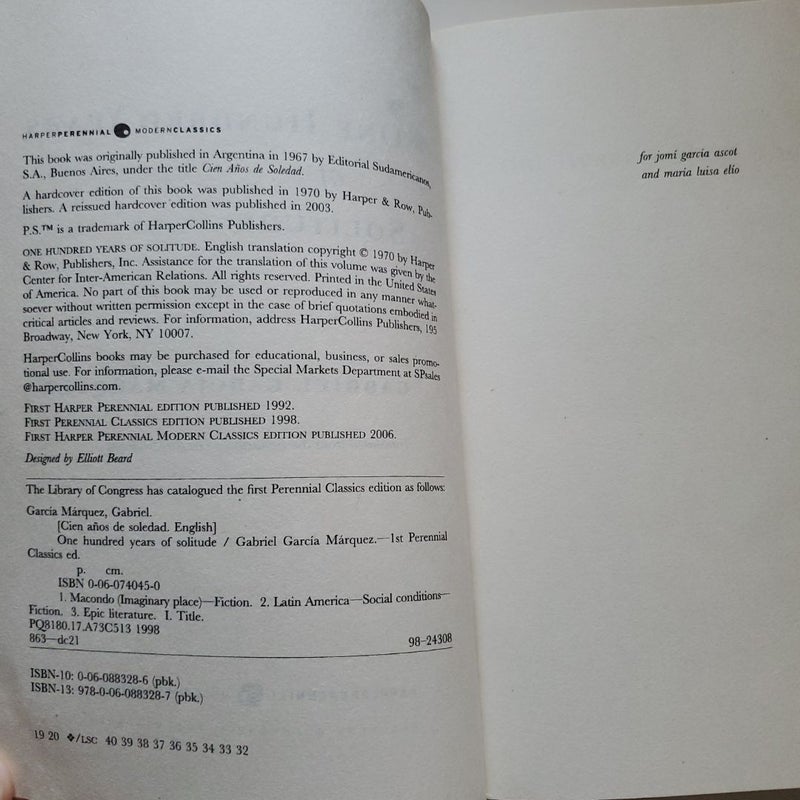 HARPERPERENNIAL MODERNCLASSICS
This book was originally published in Argentina in 1967 by Editorial Sudamericanos,
S.A., Buenos Aires, under the title Cien Años de Soledad.
A hardcover edition of this book was published in 1970 by Harper & Row, Pub-
lishers. A reissued hardcover edition was published in 2003.
P.S.™ is a trademark of HarperCollins Publishers.
ONE HUNDRED YEARS OF SOLITUDE. English translation copyright © 1970 by Harper
& Row, Publishers, Inc. Assistance for the translation of this volume was given by the
Center for Inter-American Relations. All rights reserved. Printed in the United States
of America. No part of this book may be used or reproduced in any manner what-
soever without written permission except in the case of brief quotations embodied in
critical articles and reviews. For information, address HarperCollins Publishers, 195
Broadway, New York, NY 10007.
HarperCollins books may be purchased for educational, business, or sales promo-
tional use. For information, please e-mail the Special Markets Department at SPsales
@harpercollins.com.
FIRST HARPER PERENNIAL EDITION PUBLISHED 1992.
FIRST PERENNIAL CLASSICS EDITION PUBLISHED 1998.
FIRST HARPER PERENNIAL MODERN CLASSICS EDITION PUBLISHED 2006.
Designed by Elliott Beard
The Library of Congress has catalogued the first Perennial Classics edition as follows:
García Márquez, Gabriel.
[Cien años de soledad. English]
One hundred years of solitude / Gabriel García Márquez.—1st Perennial
Classics ed.
p. cm.
ISBN 0-06-074045-0
1. Macondo (Imaginary place)—Fiction. 2. Latin America—Social conditions—
Fiction. 3. Epic literature. I. Title.
PQ8180.17.A73C513 1998
863—dc21 98-24308
ISBN-10: 0-06-088328-6 (pbk.)
ISBN-13: 978-0-06-088328-7 (pbk.)
19 20 ❖/LSC 40 39 38 37 36 35 34 33 32
for jomí garcía ascot
and maría luisa elío